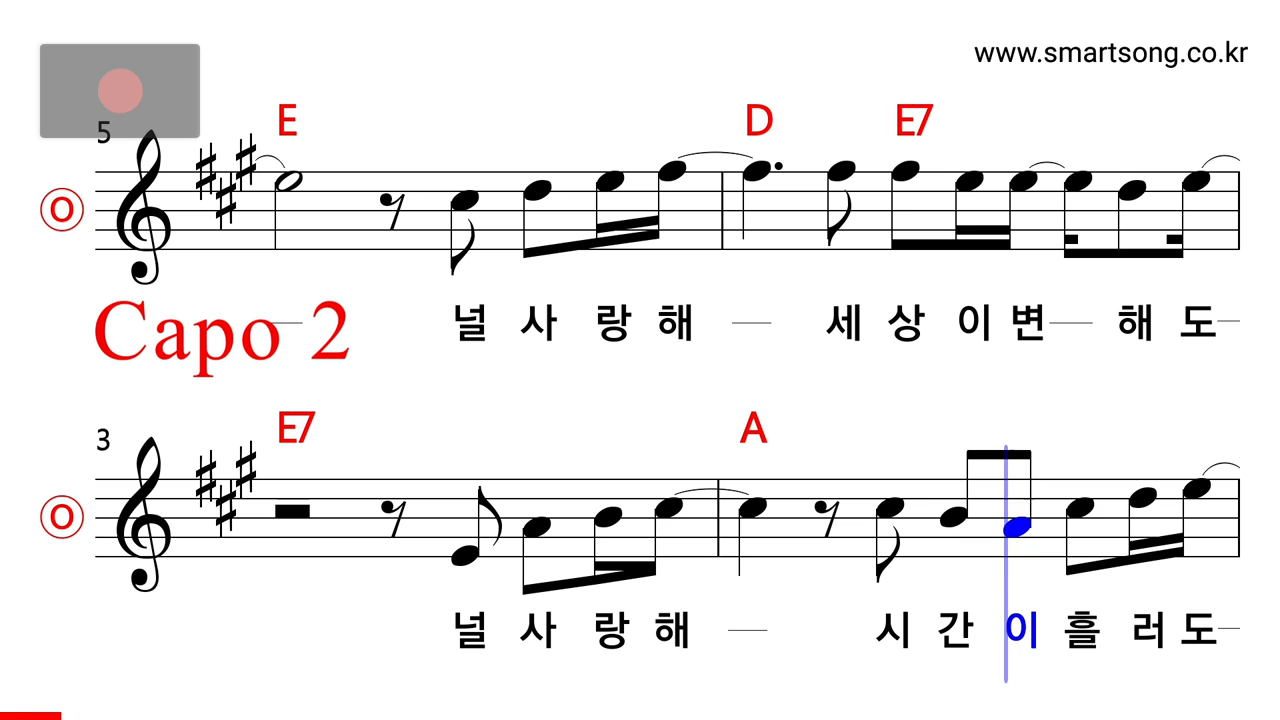 www.smartsong.co.kr
5
E D E7
O
널 사 랑 해 세 상 이 변 해 도
Capo 2
3
E7 A
O
널 사 랑 해 시 간 이 흘 러 도